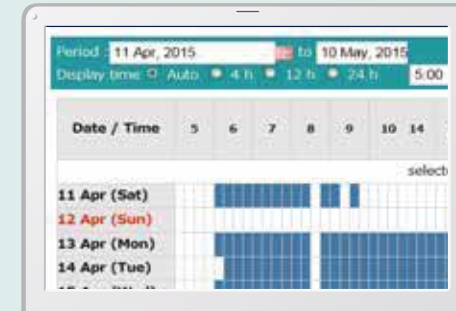 Period : 11 Apr, 2015 to 10 May, 2015
Display time Auto 4 h 12 h 24 h 5:00
Date / Time 5 6 7 8 9 10 14
11 Apr (Sat)
12 Apr (Sun)
13 Apr (Mon)
14 Apr (Tue)